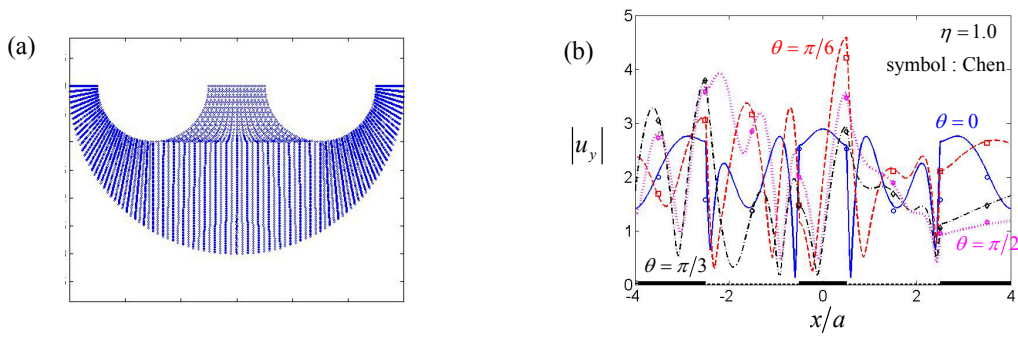 (a)
(b)
5
4
3
2
1
0
|u_y|
θ = π/6
η = 1.0
symbol : Chen
θ = 0
θ = π/3
θ = π/2
-4
-2
0
2
4
x/a